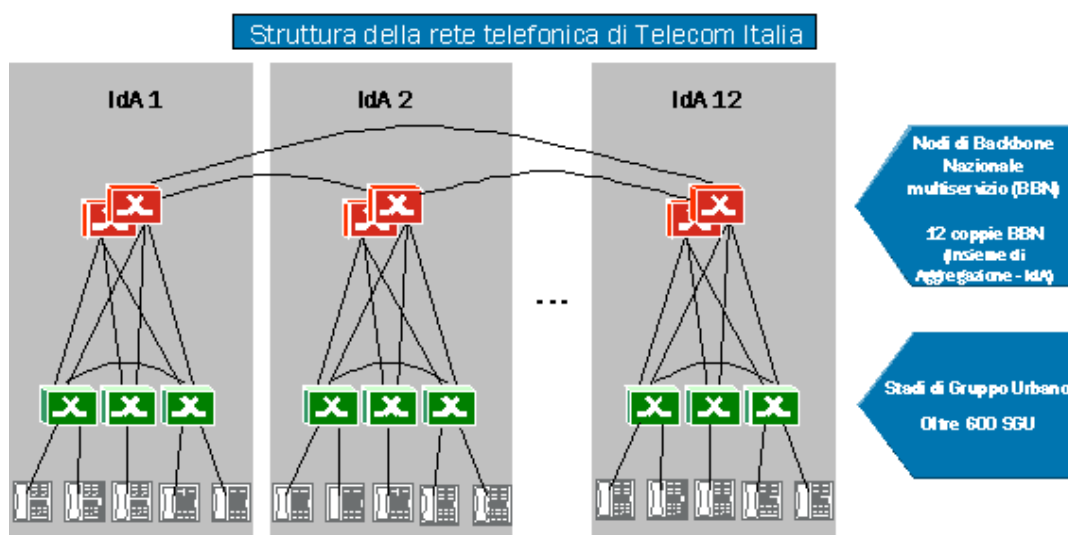 Struttura della rete telefonica di Telecom Italia
IdA 1
IdA 2
IdA 12
Nodi di Backbone
Nazionale
multiservizio (BBN)
12 coppie BBN
(Insieme di
Aggregazione - IdA)
...
Stadi di Gruppo Urbano
Oltre 600 SGU